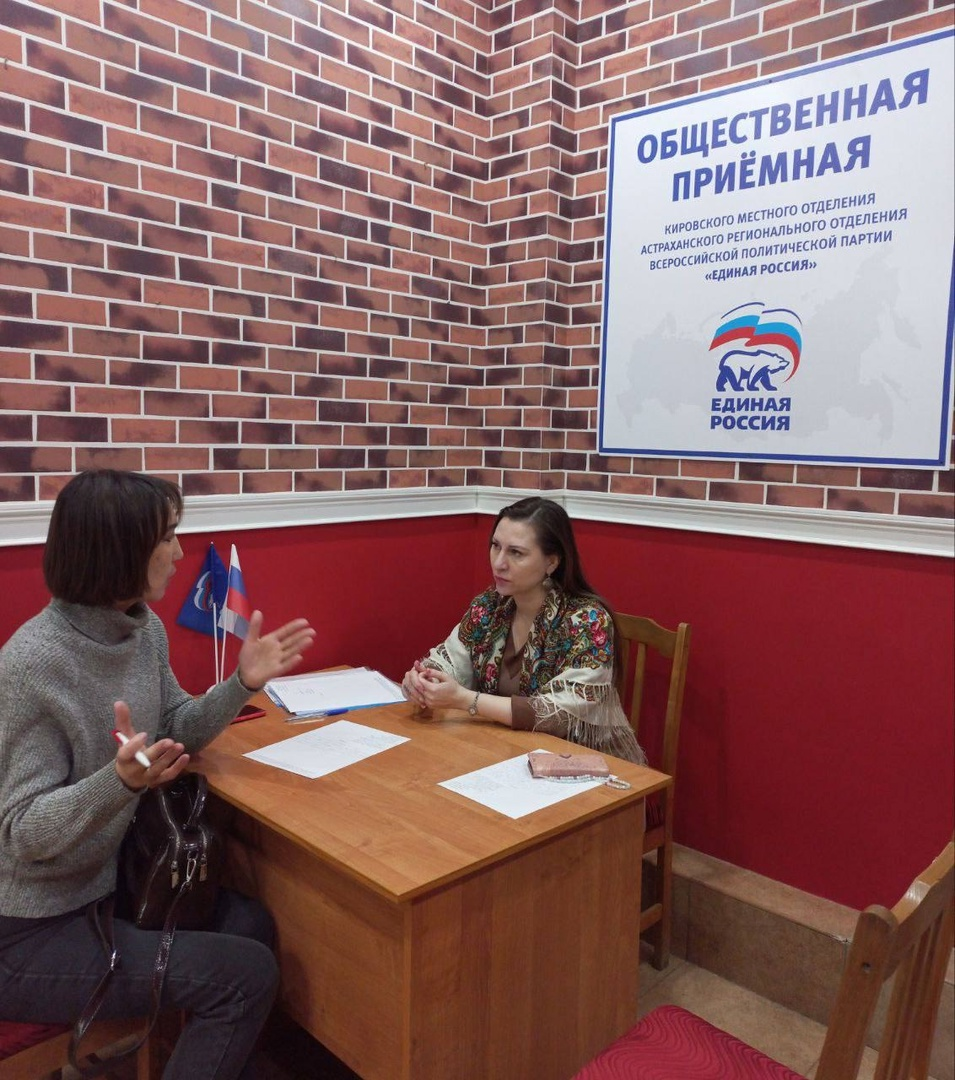 ОБЩЕСТВЕННАЯ
ПРИЁМНАЯ
КИРОВСКОГО МЕСТНОГО ОТДЕЛЕНИЯ
АСТРАХАНСКОГО РЕГИОНАЛЬНОГО ОТДЕЛЕНИЯ
ВСЕРОССИЙСКОЙ ПОЛИТИЧЕСКОЙ ПАРТИИ
«ЕДИНАЯ РОССИЯ»
ЕДИНАЯ
РОССИЯ